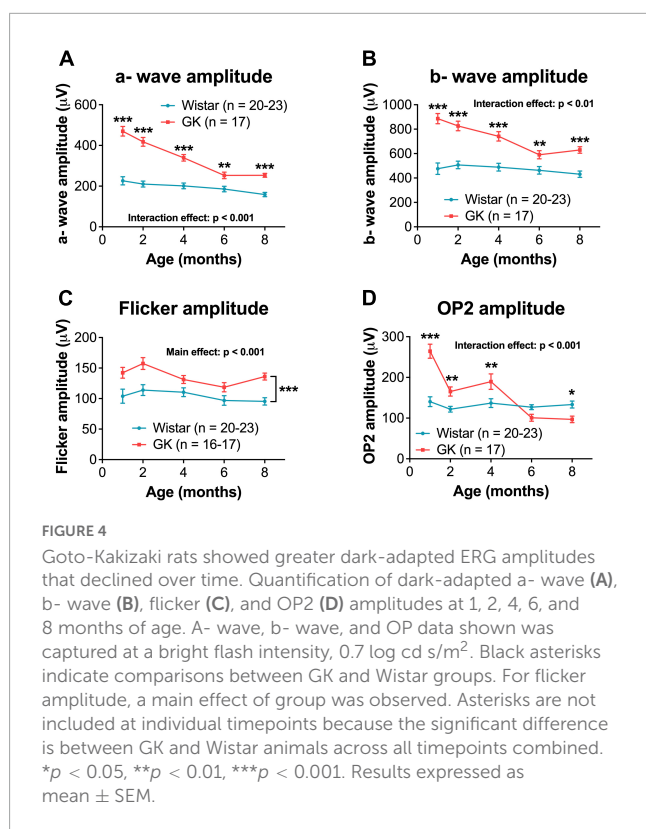 A
a- wave amplitude
a- wave amplitude (μV)
600
400
200
0
***
***
***
**
***
Wistar (n = 20-23)
GK (n = 17)
Interaction effect: p < 0.001
0 2 4 6 8
Age (months)
B
b- wave amplitude
b- wave amplitude (μV)
1000
800
600
400
200
0
Interaction effect: p < 0.01
***
***
***
**
***
Wistar (n = 20-23)
GK (n = 17)
0 2 4 6 8
Age (months)
C
Flicker amplitude
Flicker amplitude (μV)
200
150
100
50
0
Main effect: p < 0.001
***
Wistar (n = 20-23)
GK (n = 16-17)
0 2 4 6 8
Age (months)
D
OP2 amplitude
OP2 amplitude (μV)
300
200
100
0
Interaction effect: p < 0.001
***
**
**
*
Wistar (n = 20-23)
GK (n = 17)
0 2 4 6 8
Age (months)
FIGURE 4
Goto-Kakizaki rats showed greater dark-adapted ERG amplitudes
that declined over time. Quantification of dark-adapted a- wave (A),
b- wave (B), flicker (C), and OP2 (D) amplitudes at 1, 2, 4, 6, and
8 months of age. A- wave, b- wave, and OP data shown was
captured at a bright flash intensity, 0.7 log cd s/m². Black asterisks
indicate comparisons between GK and Wistar groups. For flicker
amplitude, a main effect of group was observed. Asterisks are not
included at individual timepoints because the significant difference
is between GK and Wistar animals across all timepoints combined.
*p < 0.05, **p < 0.01, ***p < 0.001. Results expressed as
mean ± SEM.